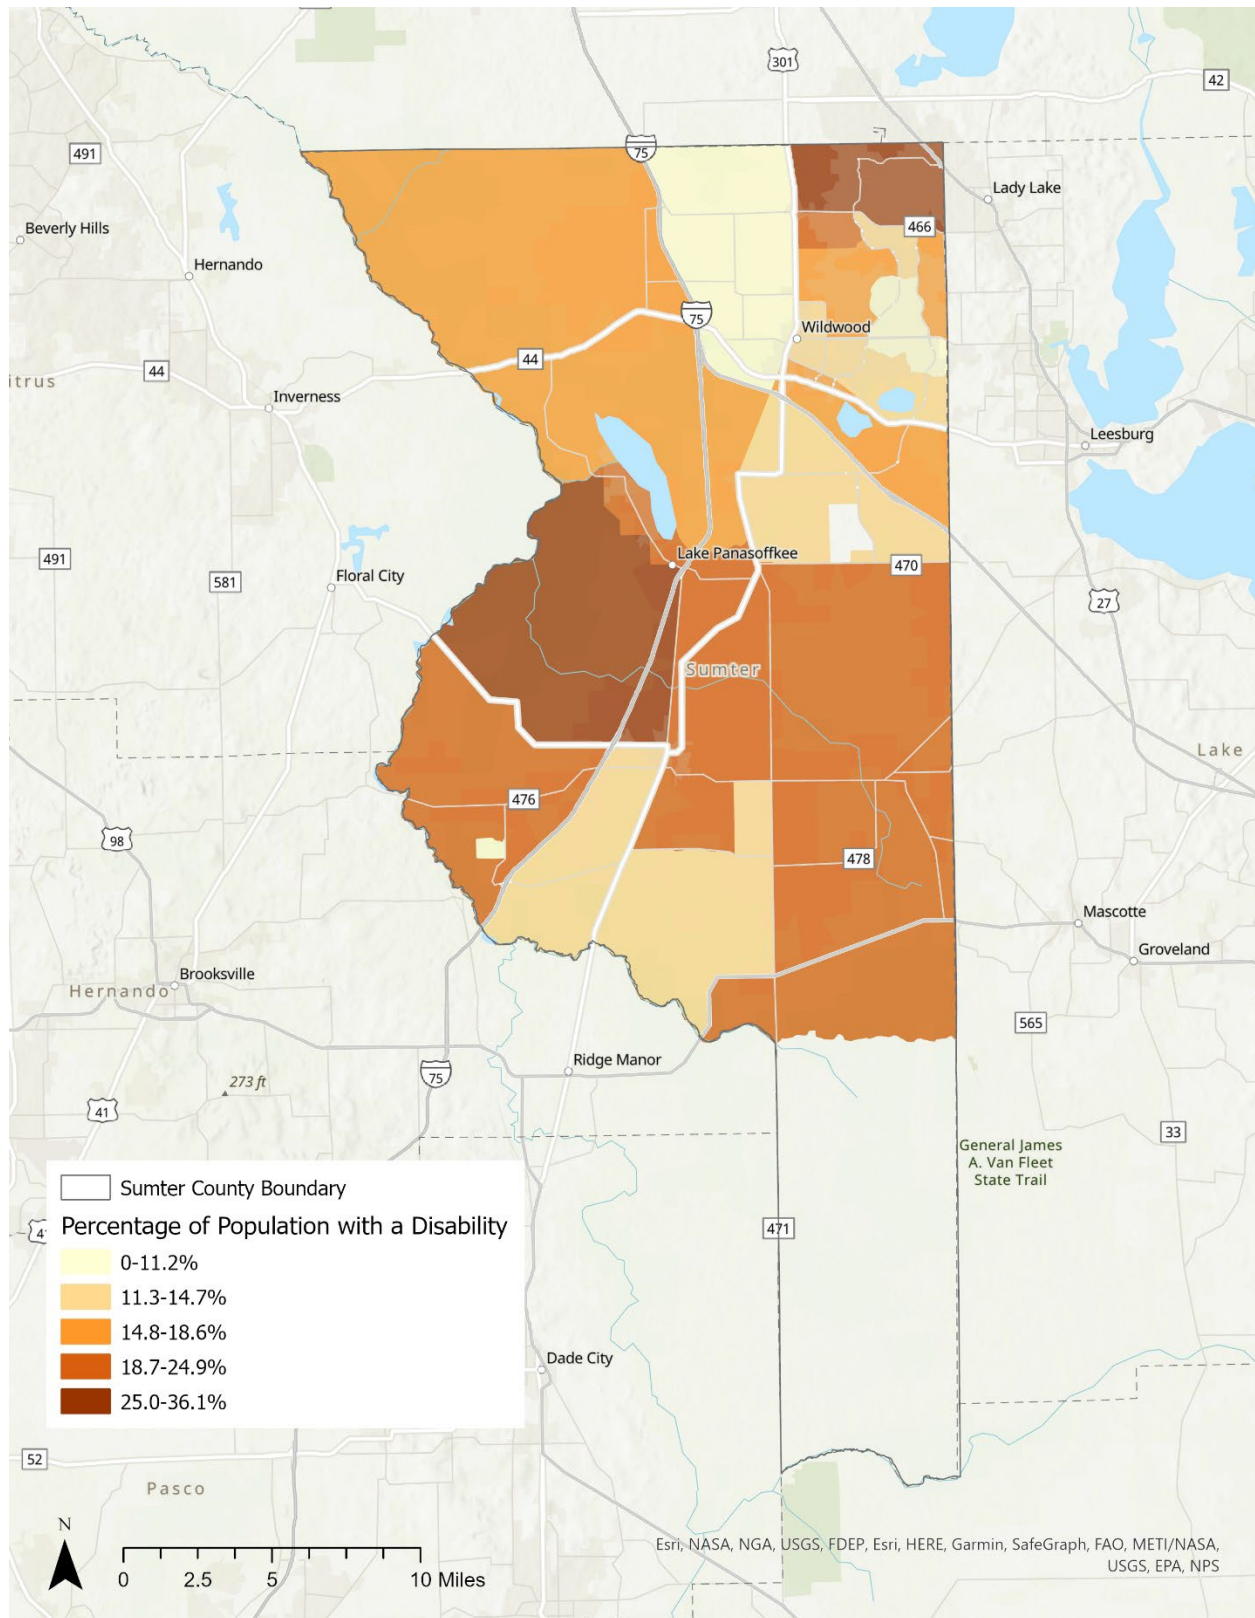 301
42
491
75
Lady Lake
466
Beverly Hills
Hernando
75
Wildwood
44
44
itrus
Inverness
Leesburg
Lake Panasoffkee
470
491
581
Floral City
27
Sumter
Lake
476
98
478
Mascotte
Groveland
Brooksville
Hernando
565
Ridge Manor
75
273 ft
41
33
General James
A. Van Fleet
State Trail
Sumter County Boundary
Percentage of Population with a Disability
471
0-11.2%
11.3-14.7%
14.8-18.6%
18.7-24.9%
25.0-36.1%
Dade City
52
Pasco
N
0 2.5 5 10 Miles
Esri, NASA, NGA, USGS, FDEP, Esri, HERE, Garmin, SafeGraph, FAO, METI/NASA,
USGS, EPA, NPS